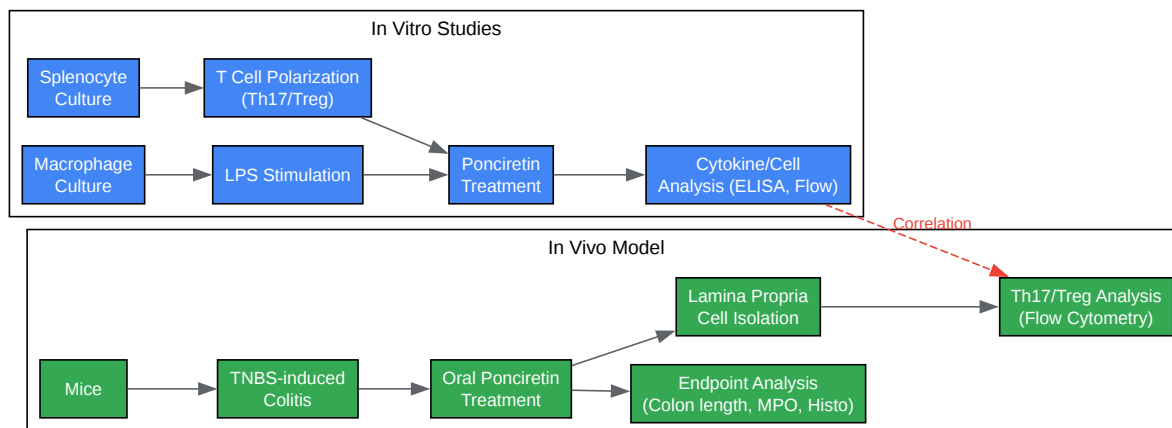 In Vitro Studies
Splenocyte
Culture
T Cell Polarization
(Th17/Treg)
Macrophage
Culture
LPS Stimulation
Ponciretin
Treatment
Cytokine/Cell
Analysis (ELISA, Flow)
Correlation
In Vivo Model
Lamina Propria
Cell Isolation
Th17/Treg Analysis
(Flow Cytometry)
Mice
TNBS-induced
Colitis
Oral Ponciretin
Treatment
Endpoint Analysis
(Colon length, MPO, Histo)